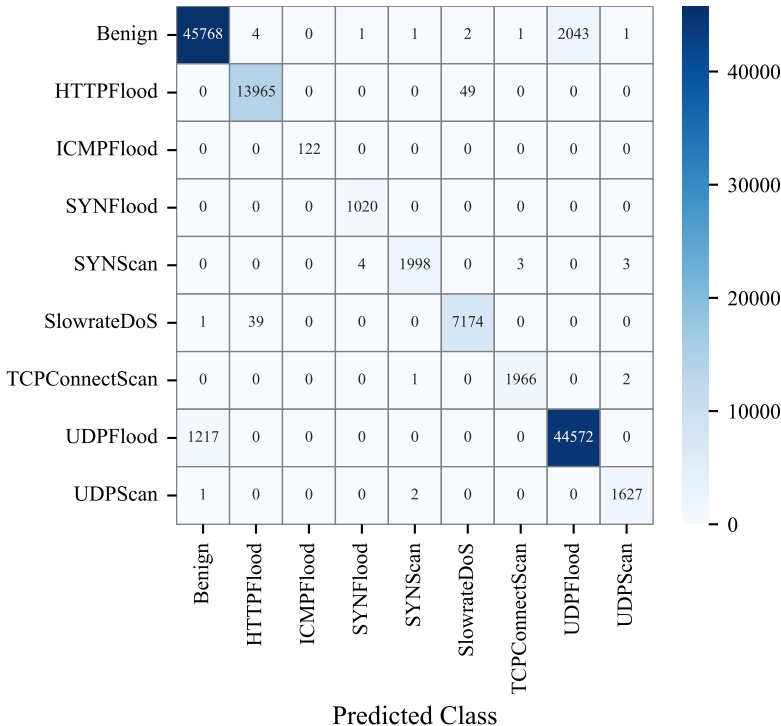 Benign 45768 4 0 1 1 2 1 2043 1
HTTPFlood 0 13965 0 0 0 49 0 0 0
ICMPFlood 0 0 122 0 0 0 0 0 0
SYNFlood 0 0 0 1020 0 0 0 0 0
SYNScan 0 0 0 4 1998 0 3 0 3
SlowrateDoS 1 39 0 0 0 7174 0 0 0
TCPConnectScan 0 0 0 0 1 0 1966 0 2
UDPFlood 1217 0 0 0 0 0 0 44572 0
UDPScan 1 0 0 0 2 0 0 0 1627
Benign
HTTPFlood
ICMPFlood
SYNFlood
SYNScan
SlowrateDoS
TCPConnectScan
UDPFlood
UDPScan
Predicted Class
40000
30000
20000
10000
0